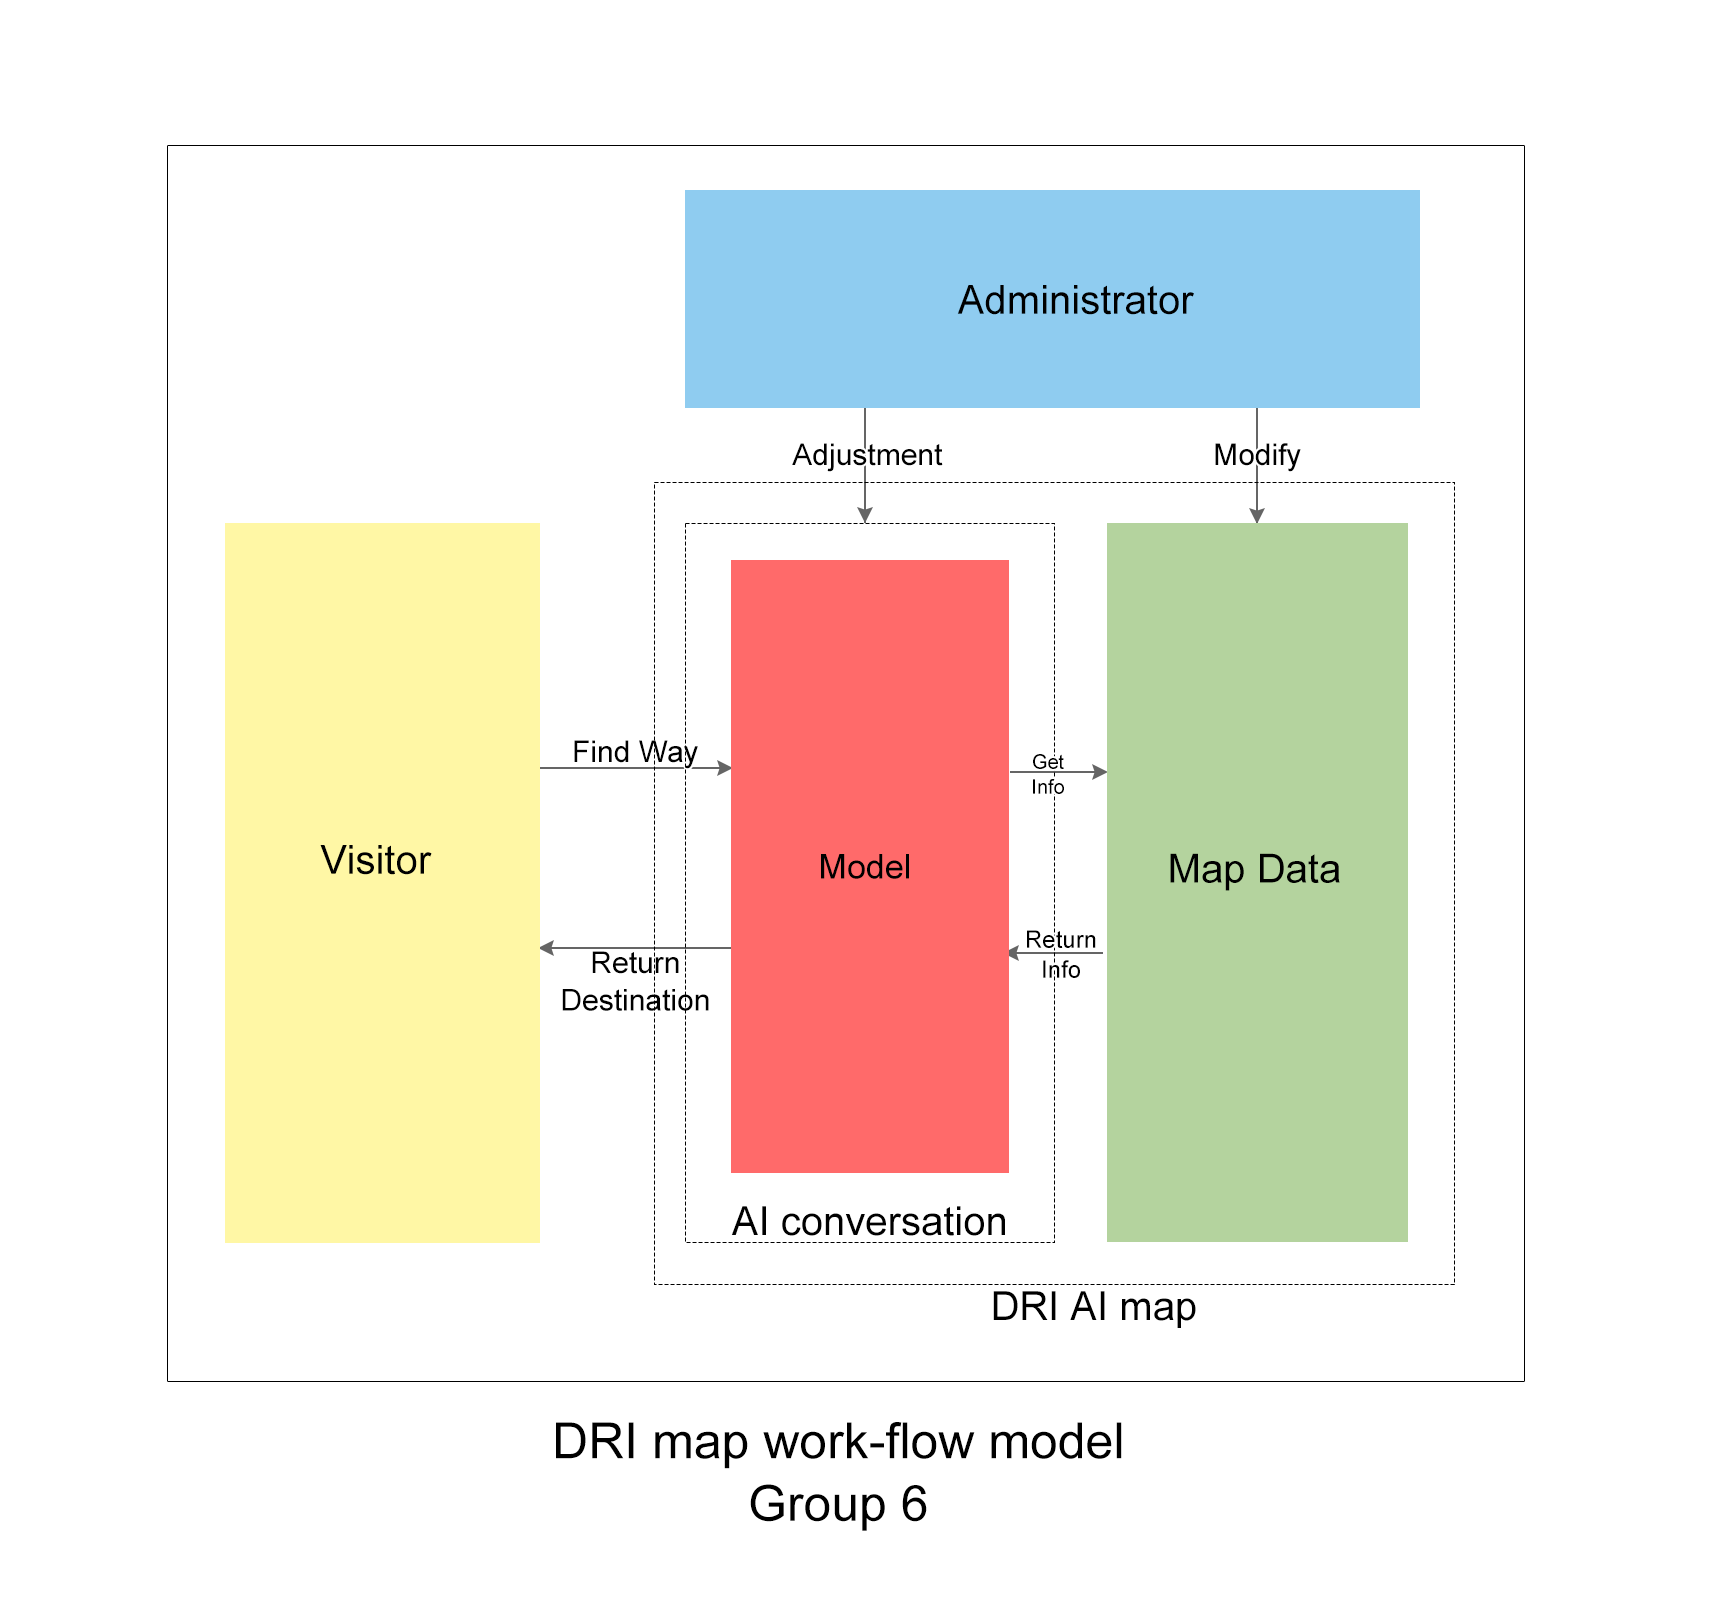 Administrator
Adjustment
Modify
Find Way
Get
Info
Visitor
Model
Map Data
Return
Info
Return
Destination
AI conversation
DRI AI map
DRI map work-flow model
Group 6